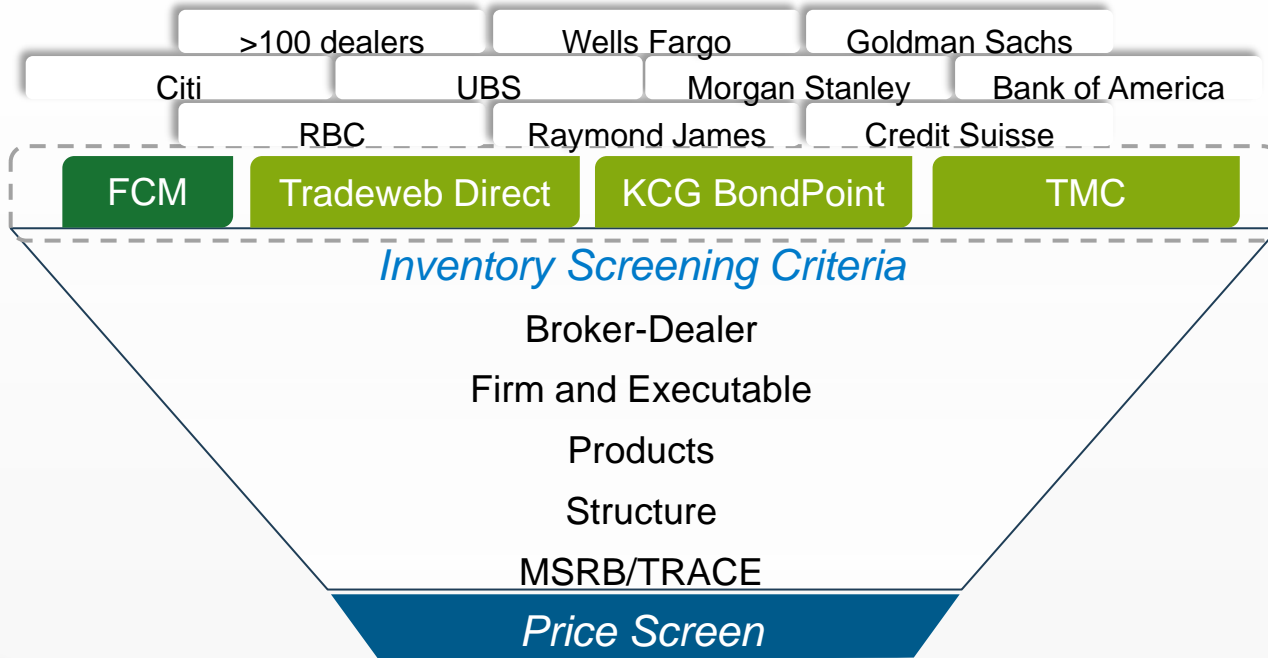 >100 dealers Wells Fargo Goldman Sachs
Citi UBS Morgan Stanley Bank of America
RBC Raymond James Credit Suisse
FCM Tradeweb Direct KCG BondPoint TMC
Inventory Screening Criteria
Broker-Dealer
Firm and Executable
Products
Structure
MSRB/TRACE
Price Screen